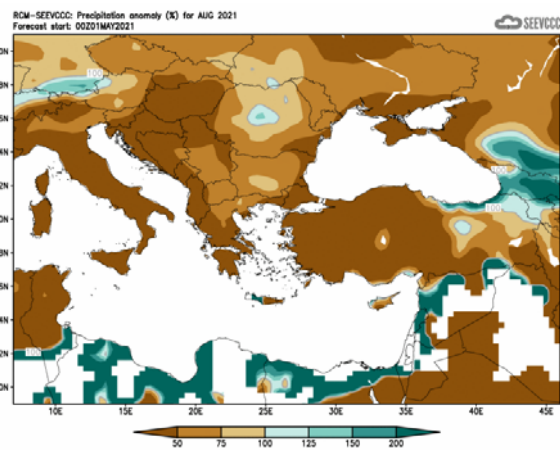 RCM-SEEVCCC: Precipitation anomaly (%) for AUG 2021
Forecast start: 00Z01MAY2021
SEEVCCC
100
100
100
10E 15E 20E 25E 30E 35E 40E 45E
50 75 100 125 150 200